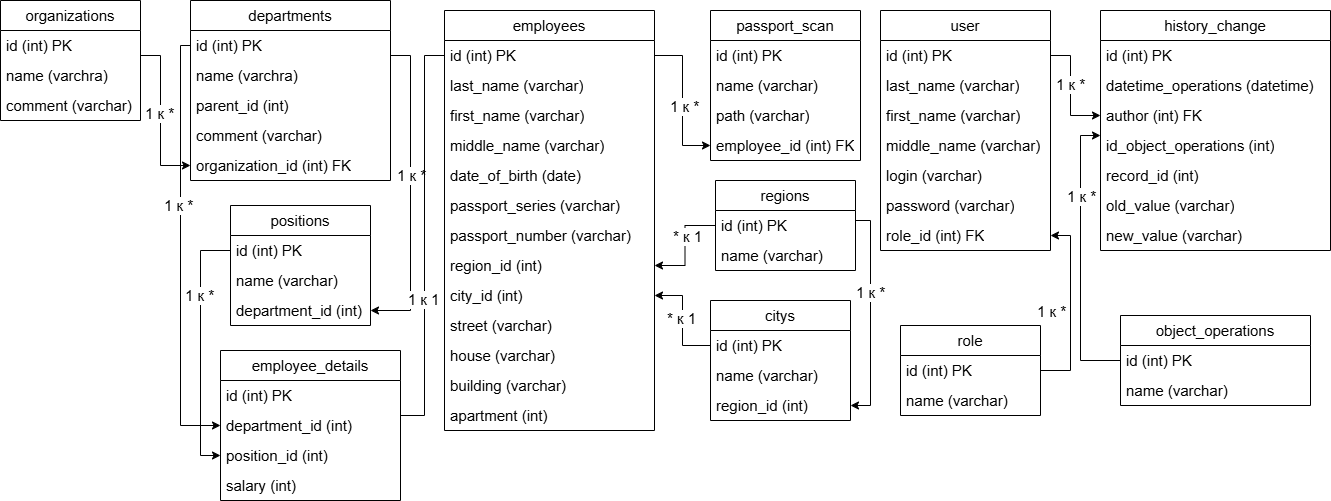 organizations
id (int) PK
name (varchra)
comment (varchar)
departments
id (int) PK
name (varchra)
parent_id (int)
comment (varchar)
organization_id (int) FK
employees
id (int) PK
last_name (varchar)
first_name (varchar)
middle_name (varchar)
date_of_birth (date)
passport_series (varchar)
passport_number (varchar)
region_id (int)
city_id (int)
street (varchar)
house (varchar)
building (varchar)
apartment (int)
passport_scan
id (int) PK
name (varchar)
path (varchar)
employee_id (int) FK
user
id (int) PK
last_name (varchar)
first_name (varchar)
middle_name (varchar)
login (varchar)
password (varchar)
role_id (int) FK
history_change
id (int) PK
datetime_operations (datetime)
author (int) FK
id_object_operations (int)
record_id (int)
old_value (varchar)
new_value (varchar)
positions
id (int) PK
name (varchar)
department_id (int)
employee_details
id (int) PK
department_id (int)
position_id (int)
salary (int)
regions
id (int) PK
name (varchar)
citys
id (int) PK
name (varchar)
region_id (int)
role
id (int) PK
name (varchar)
object_operations
id (int) PK
name (varchar)
1 к *
1 к *
1 к *
1 к *
1 к 1
1 к *
* к 1
* к 1
1 к *
1 к *
1 к *
1 к *